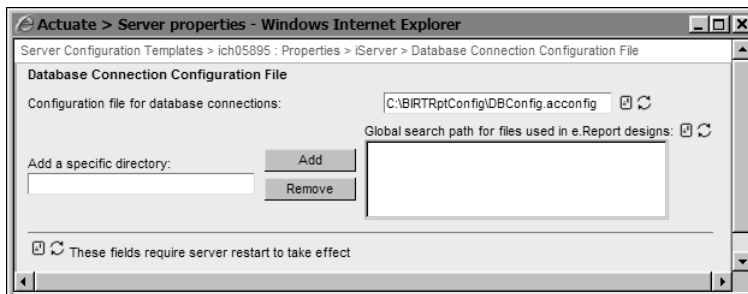 Actuate > Server properties - Windows Internet Explorer
Server Configuration Templates > ich05895 : Properties > iServer > Database Connection Configuration File
Database Connection Configuration File
Configuration file for database connections: C:\BIRTRptConfig\DBConfig.acconfig
Global search path for files used in e.Report designs:
Add a specific directory: Add
Remove
These fields require server restart to take effect